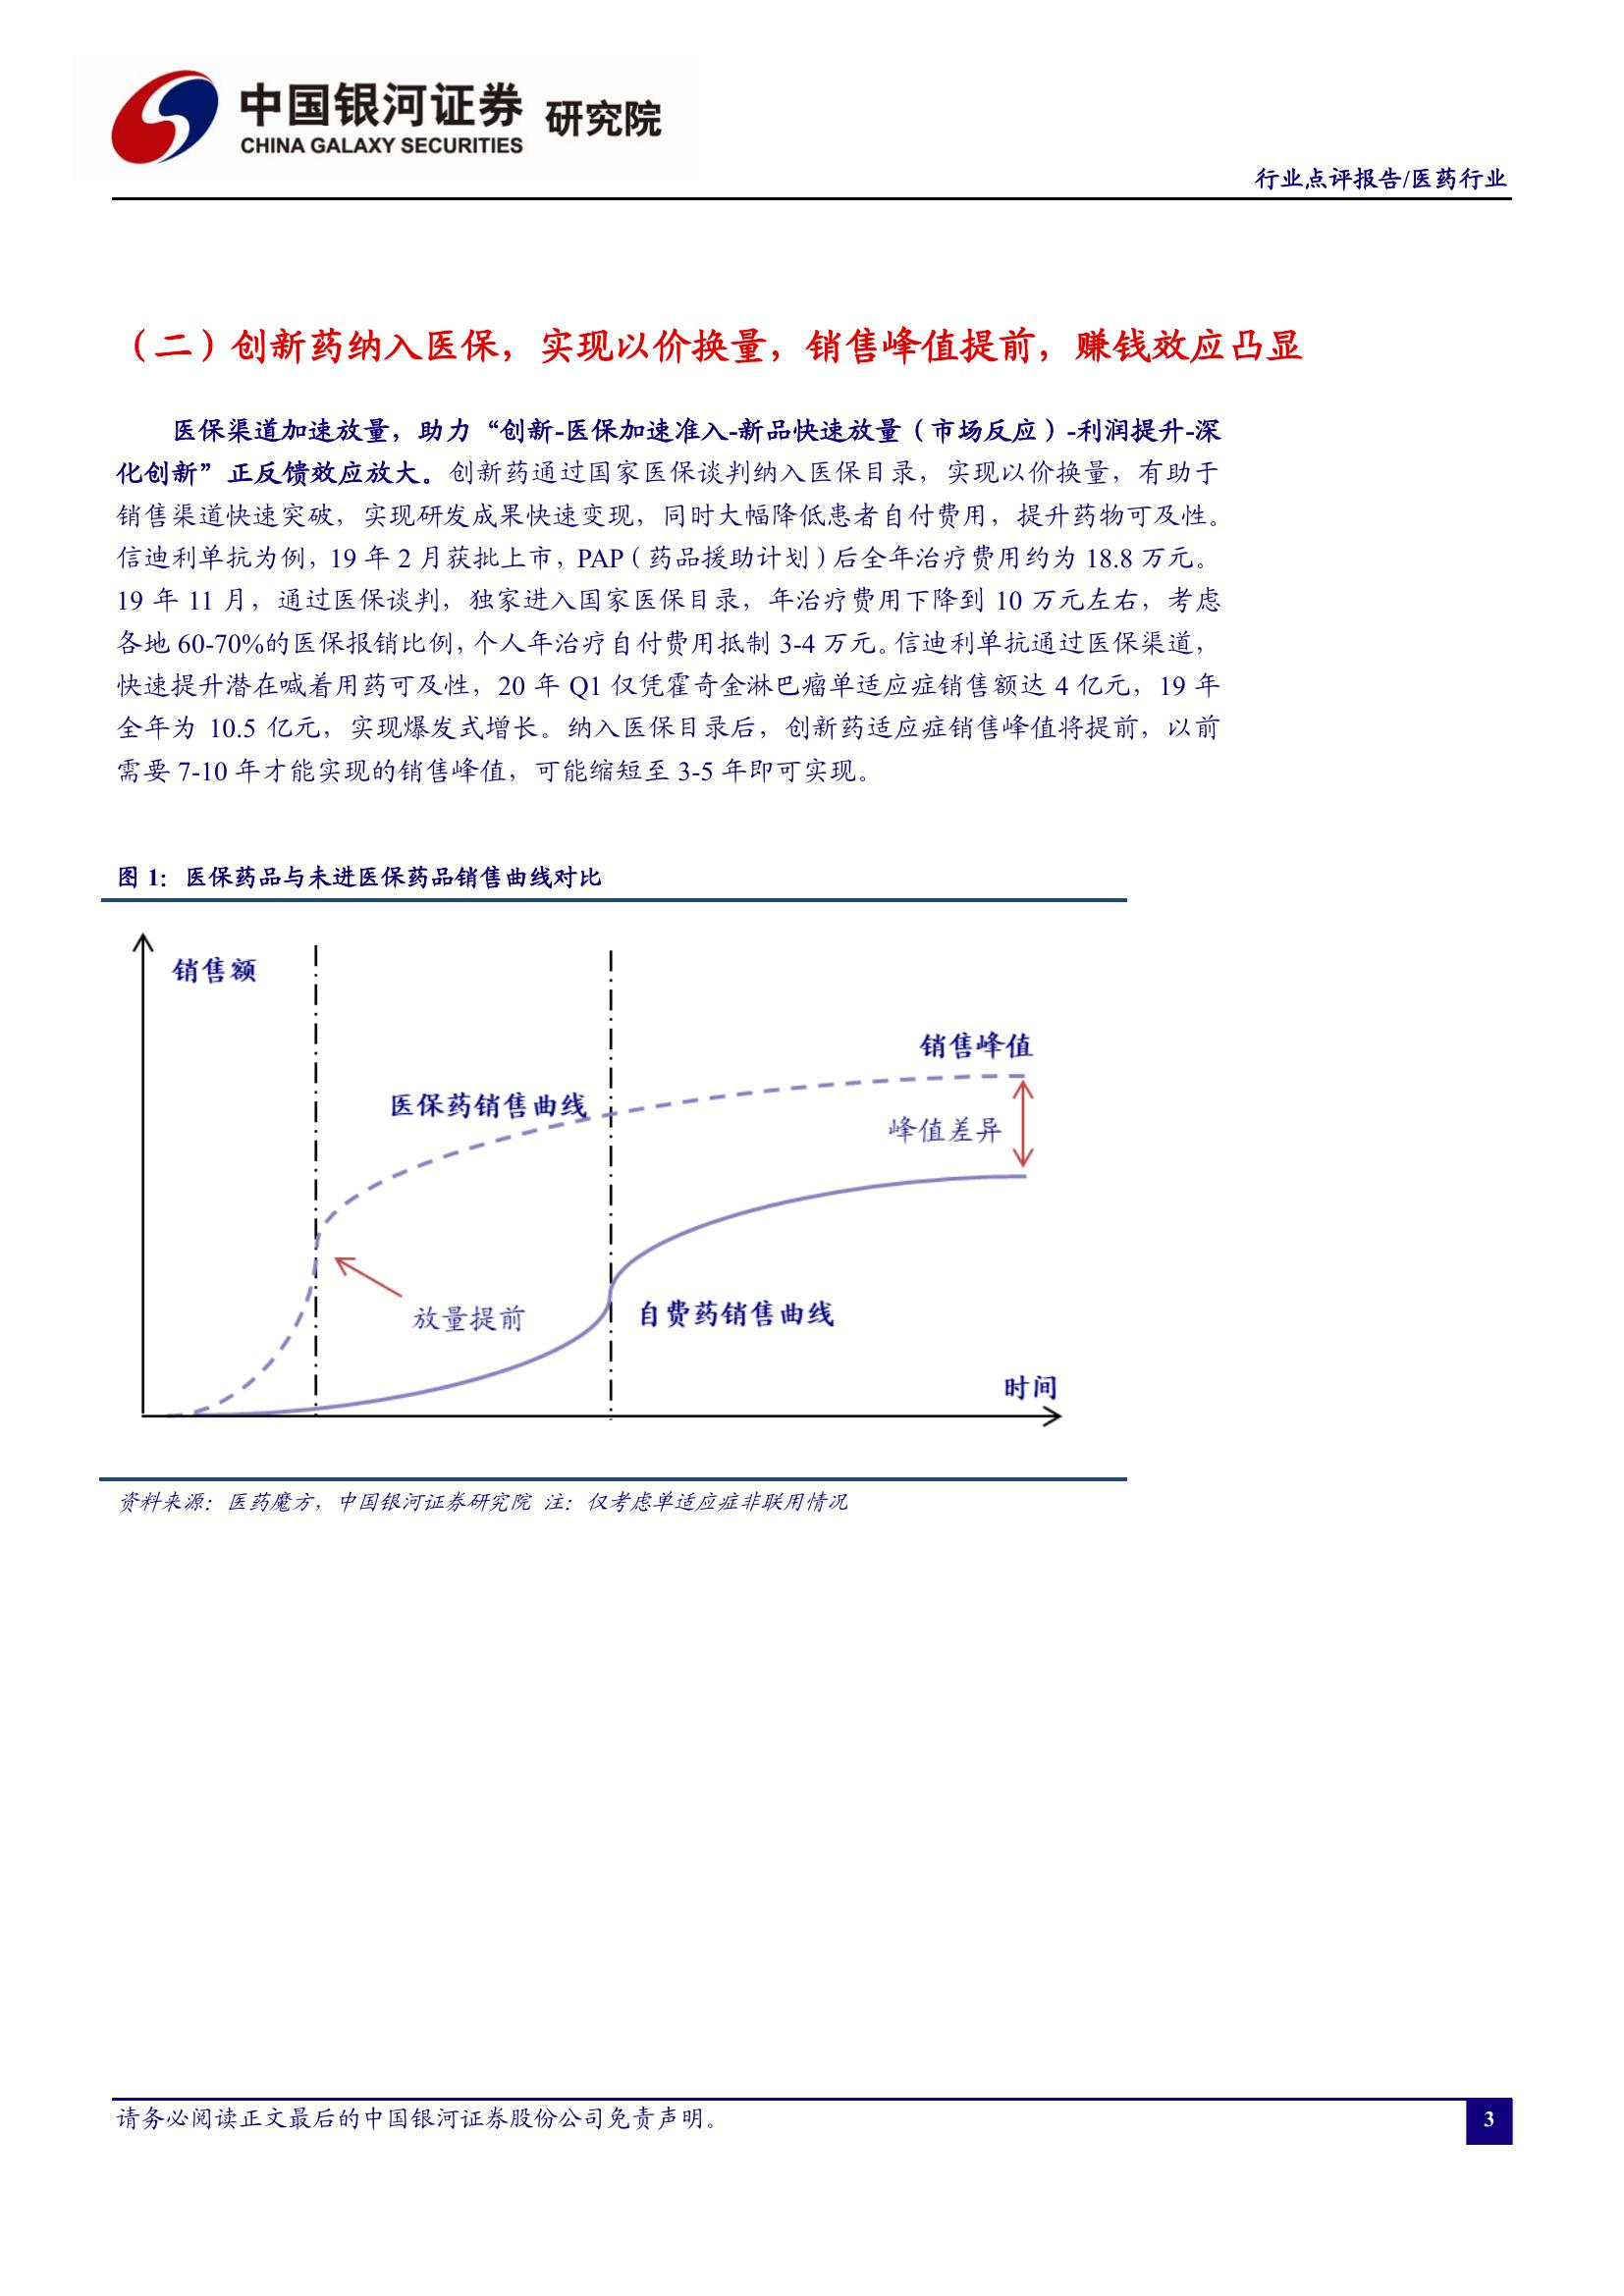 中国银河证券 研究院
CHINA GALAXY SECURITIES
行业点评报告/医药行业
（二）创新药纳入医保，实现以价换量，销售峰值提前，赚钱效应凸显
医保渠道加速放量，助力“创新-医保加速准入-新品快速放量（市场反应）-利润提升-深
化创新”正反馈效应放大。创新药通过国家医保谈判纳入医保目录，实现以价换量，有助于
销售渠道快速突破，实现研发成果快速变现，同时大幅降低患者自付费用，提升药物可及性。
信迪利单抗为例，19 年 2 月获批上市，PAP（药品援助计划）后全年治疗费用约为 18.8 万元。
19 年 11 月，通过医保谈判，独家进入国家医保目录，年治疗费用下降到 10 万元左右，考虑
各地 60-70%的医保报销比例，个人年治疗自付费用抵制 3-4 万元。信迪利单抗通过医保渠道，
快速提升潜在喊着用药可及性，20 年 Q1 仅凭霍奇金淋巴瘤单适应症销售额达 4 亿元，19 年
全年为 10.5 亿元，实现爆发式增长。纳入医保目录后，创新药适应症销售峰值将提前，以前
需要 7-10 年才能实现的销售峰值，可能缩短至 3-5 年即可实现。
图 1：医保药品与未进医保药品销售曲线对比
销售额
销售峰值
医保药销售曲线
峰值差异
放量提前
自费药销售曲线
时间
资料来源：医药魔方，中国银河证券研究院 注：仅考虑单适应症非联用情况
请务必阅读正文最后的中国银河证券股份公司免责声明。
3